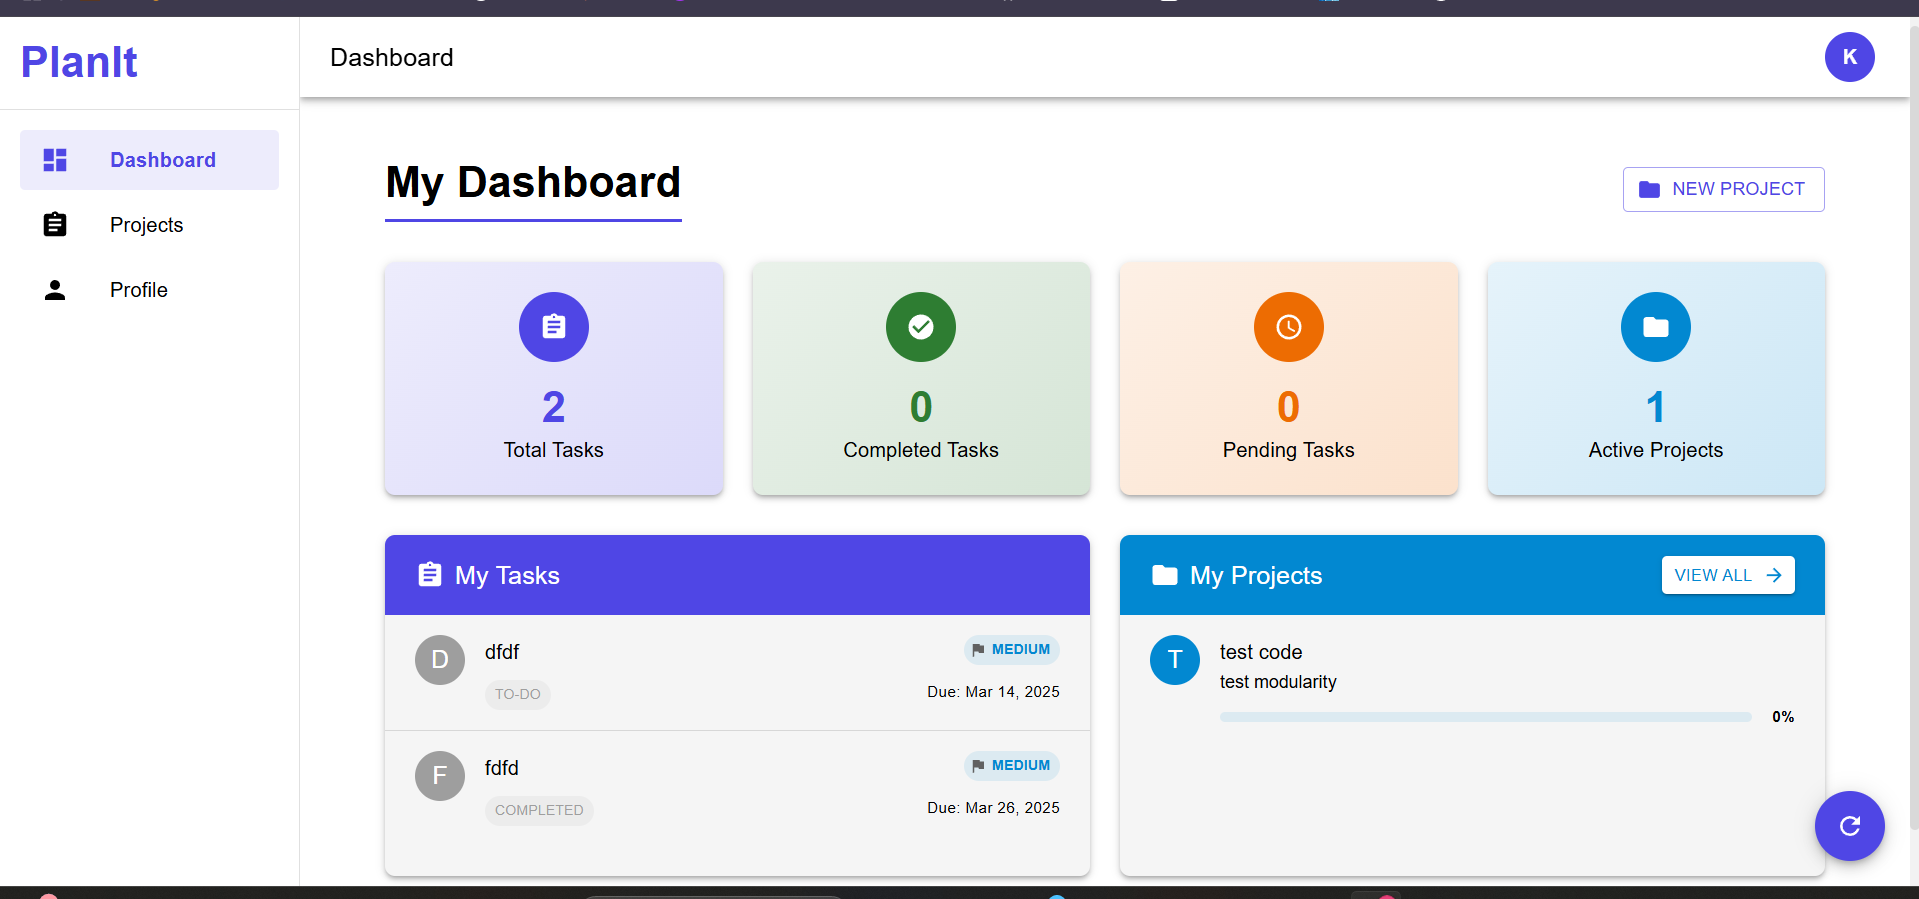 PlanIt
Dashboard
K
Dashboard
Projects
Profile
My Dashboard
NEW PROJECT
2
Total Tasks
0
Completed Tasks
0
Pending Tasks
1
Active Projects
My Tasks
D
dfdf
MEDIUM
TO-DO
Due: Mar 14, 2025
F
fdfd
MEDIUM
COMPLETED
Due: Mar 26, 2025
My Projects
VIEW ALL
T
test code
test modularity
0%